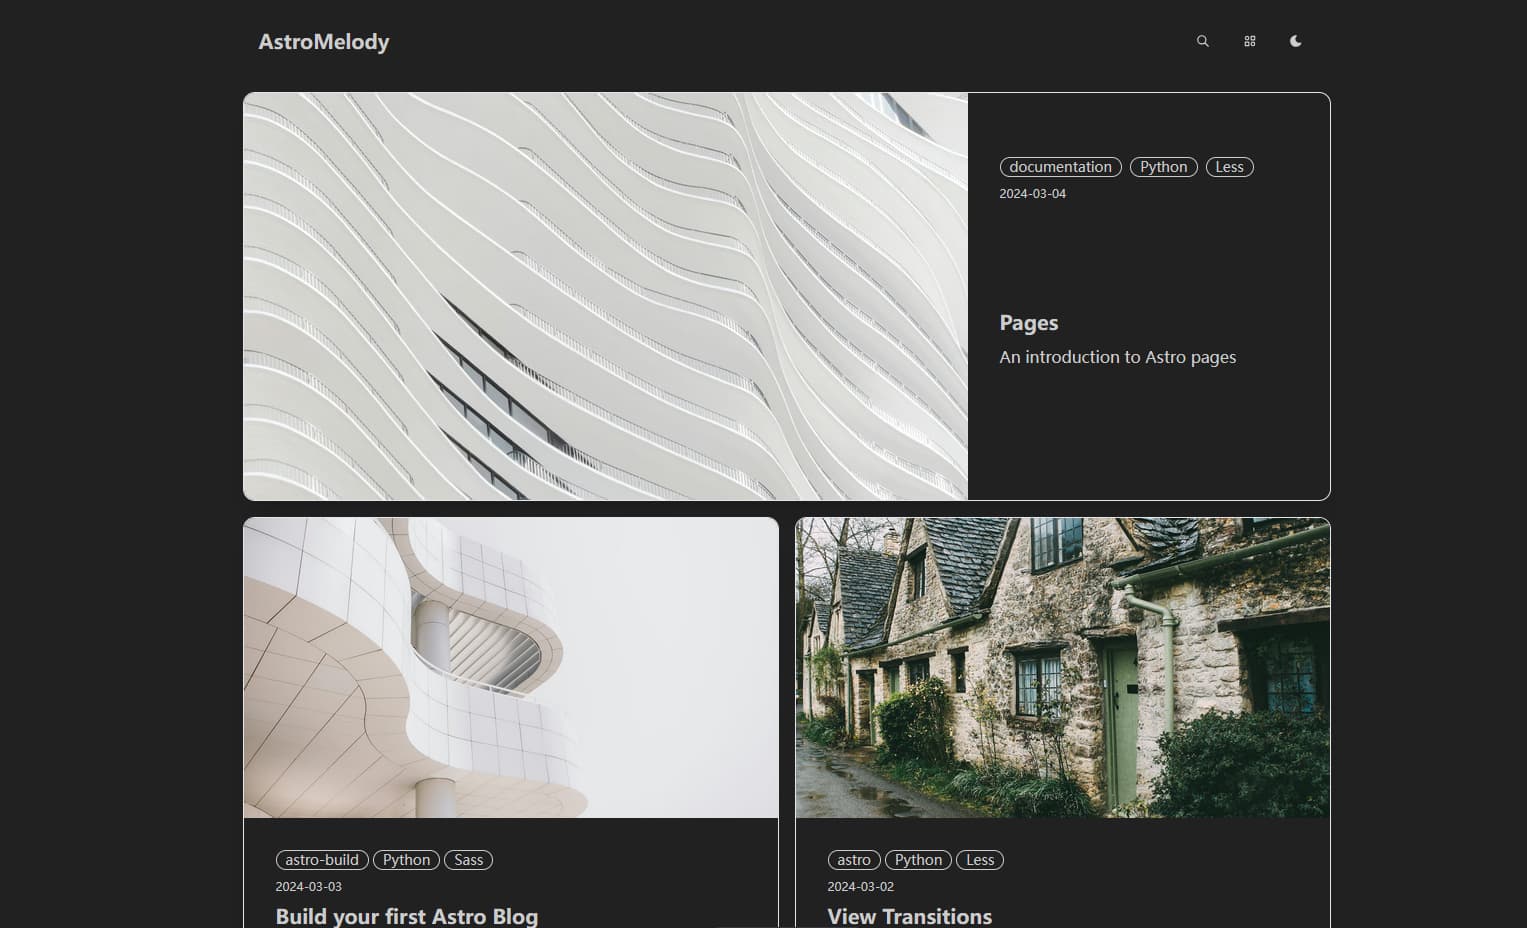 AstroMelody
documentation Python Less
2024-03-04
Pages
An introduction to Astro pages
astro-build Python Sass
2024-03-03
Build your first Astro Blog
astro Python Less
2024-03-02
View Transitions